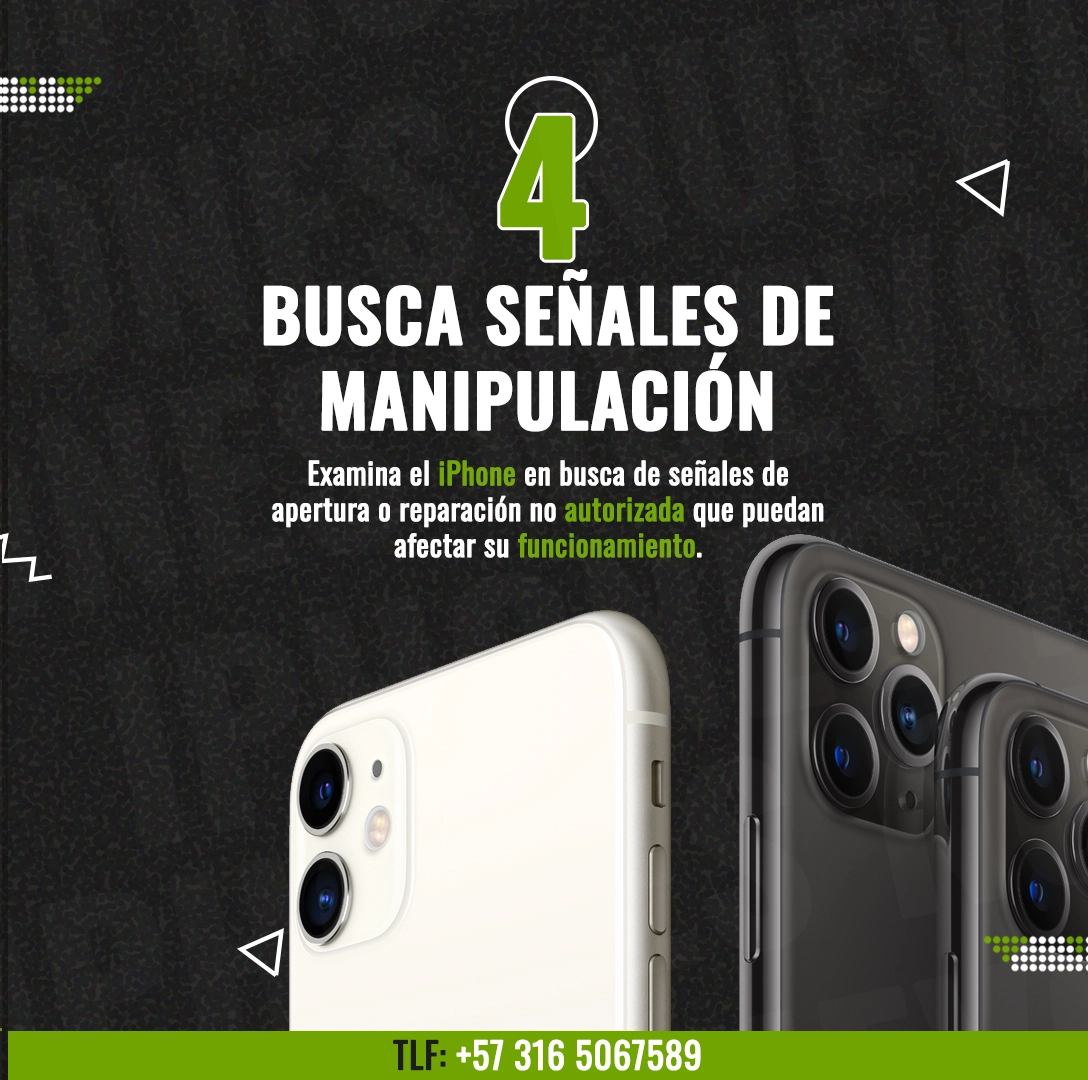 4
BUSCA SEÑALES DE
MANIPULACIÓN
Examina el iPhone en busca de señales de
apertura o reparación no autorizada que puedan
afectar su funcionamiento.
TLF: +57 316 5067589